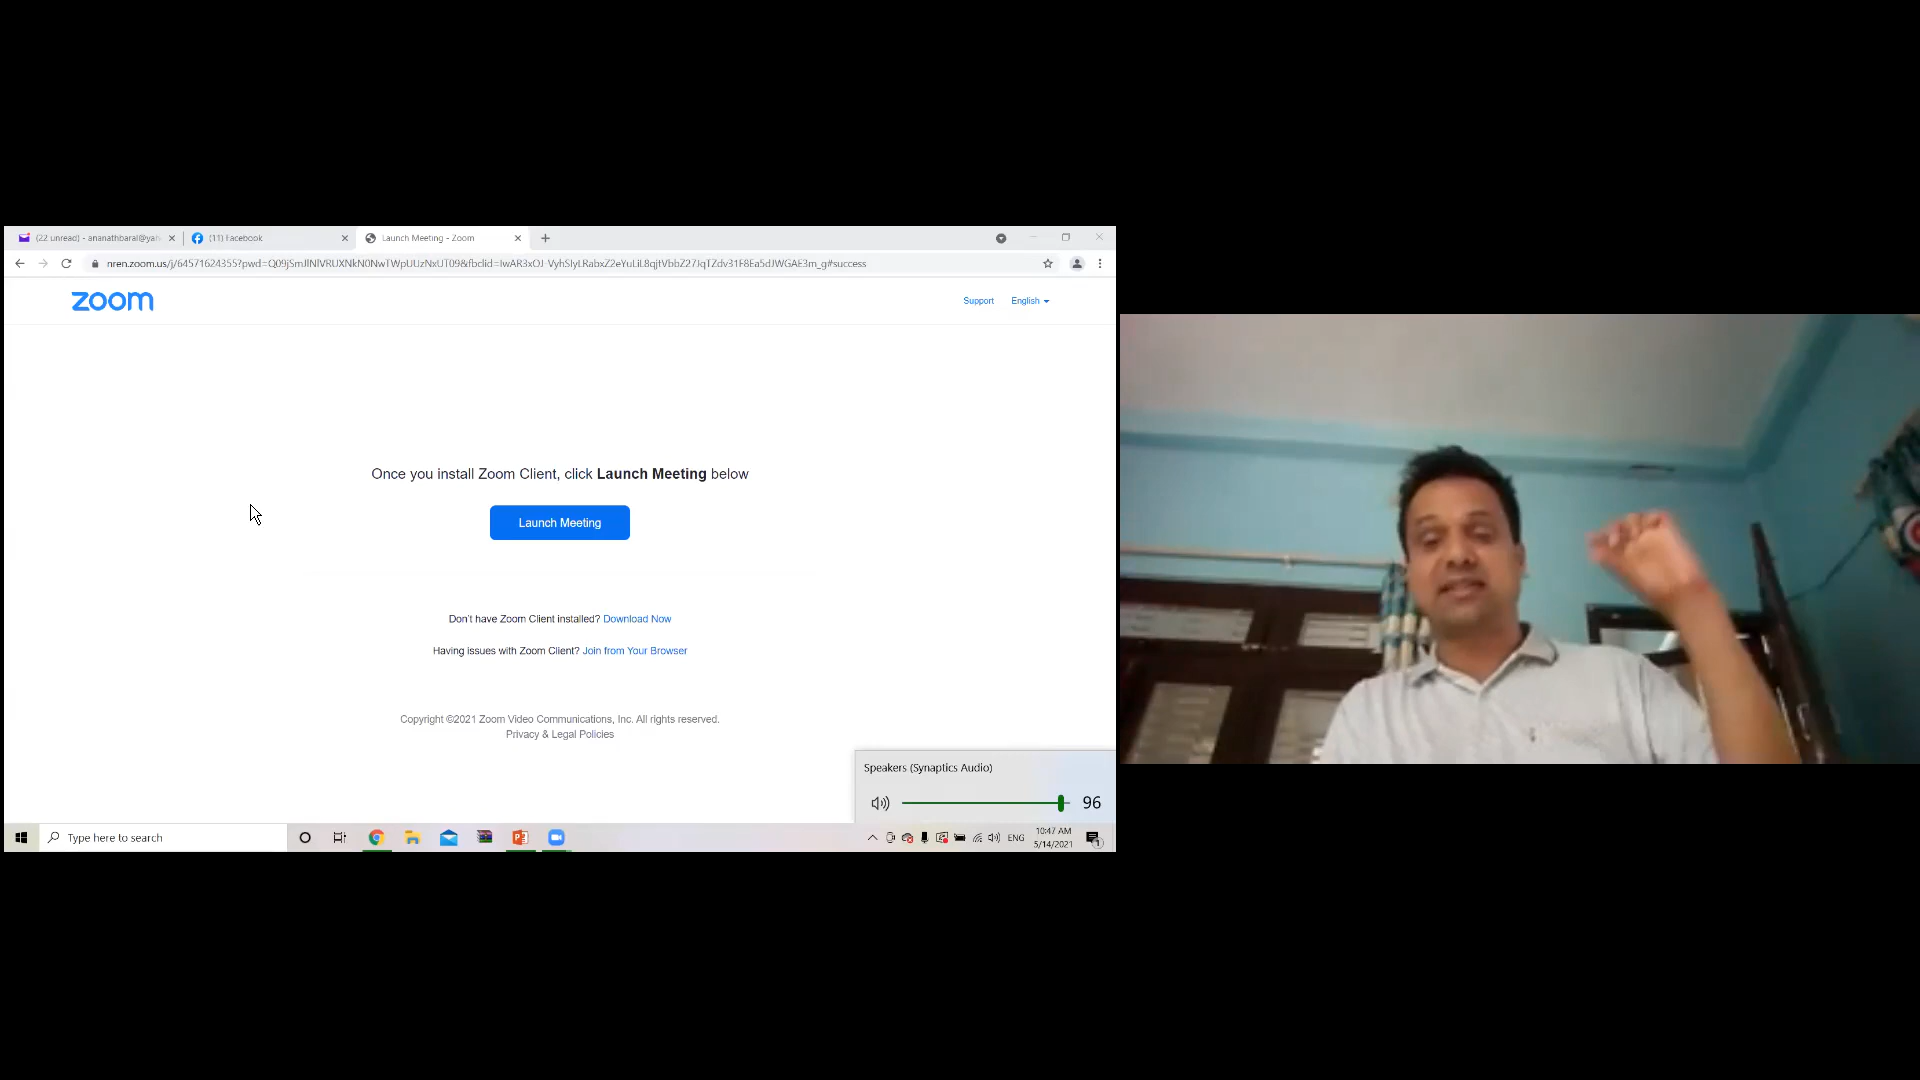 (22 unread) - ananathbaral@yah
(11) Facebook
Launch Meeting - Zoom
zoom
Support
English
Once you install Zoom Client, click Launch Meeting below
Launch Meeting
Don't have Zoom Client installed? Download Now
Having issues with Zoom Client? Join from Your Browser
Copyright ©2021 Zoom Video Communications, Inc. All rights reserved.
Privacy & Legal Policies
Speakers (Synaptics Audio)
96
Type here to search
ENG
10:47 AM
5/14/2021